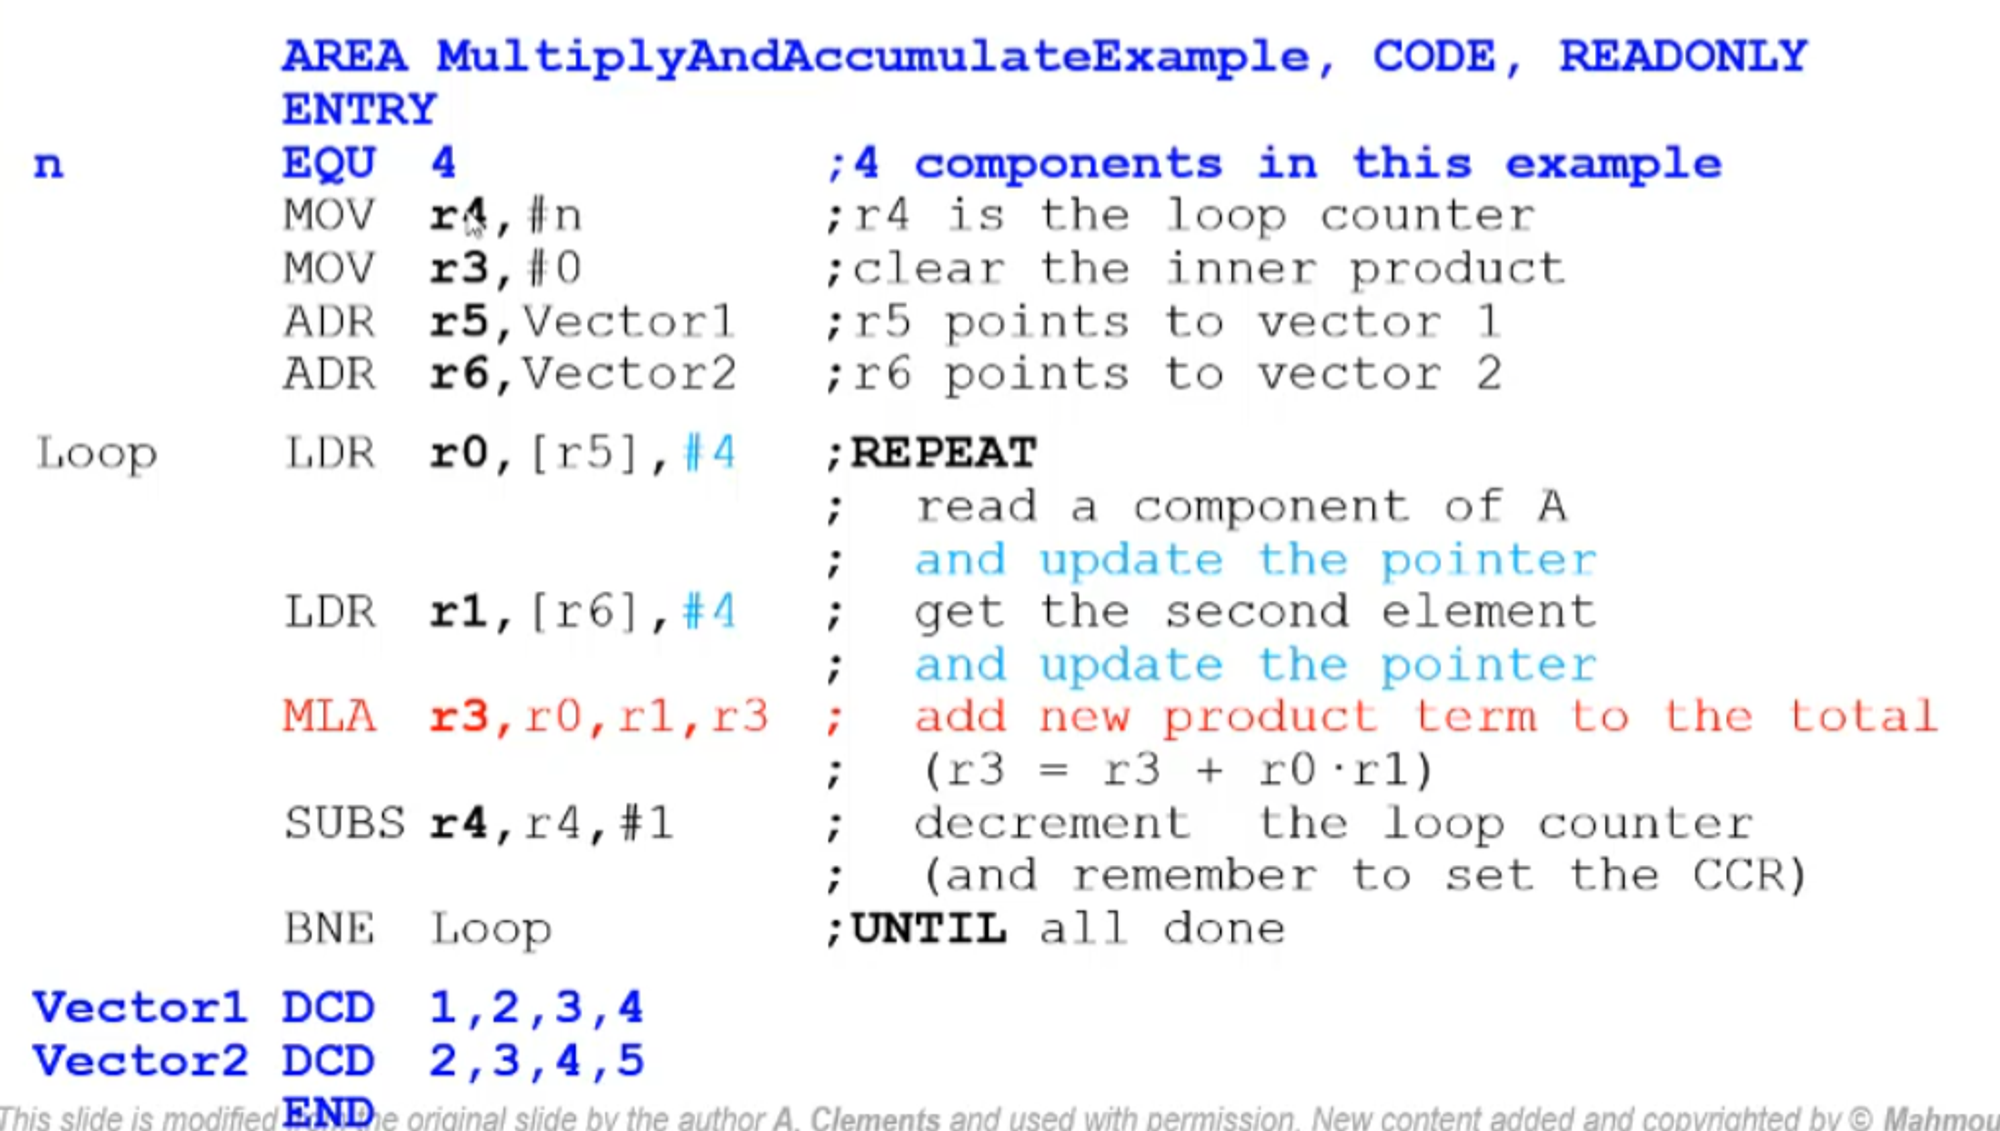 AREA MultiplyAndAccumulateExample, CODE, READONLY
ENTRY
n EQU 4 ;4 components in this example
MOV r4,#n ;r4 is the loop counter
MOV r3,#0 ;clear the inner product
ADR r5,Vector1 ;r5 points to vector 1
ADR r6,Vector2 ;r6 points to vector 2
Loop LDR r0,[r5],#4 ;REPEAT
; read a component of A
; and update the pointer
LDR r1,[r6],#4 ; get the second element
; and update the pointer
MLA r3,r0,r1,r3 ; add new product term to the total
; (r3 = r3 + r0·r1)
SUBS r4,r4,#1 ; decrement the loop counter
; (and remember to set the CCR)
BNE Loop ;UNTIL all done
Vector1 DCD 1,2,3,4
Vector2 DCD 2,3,4,5
END
This slide is modified original slide by the author A. Clements and used with permission. New content added and copyrighted by © Mahmou